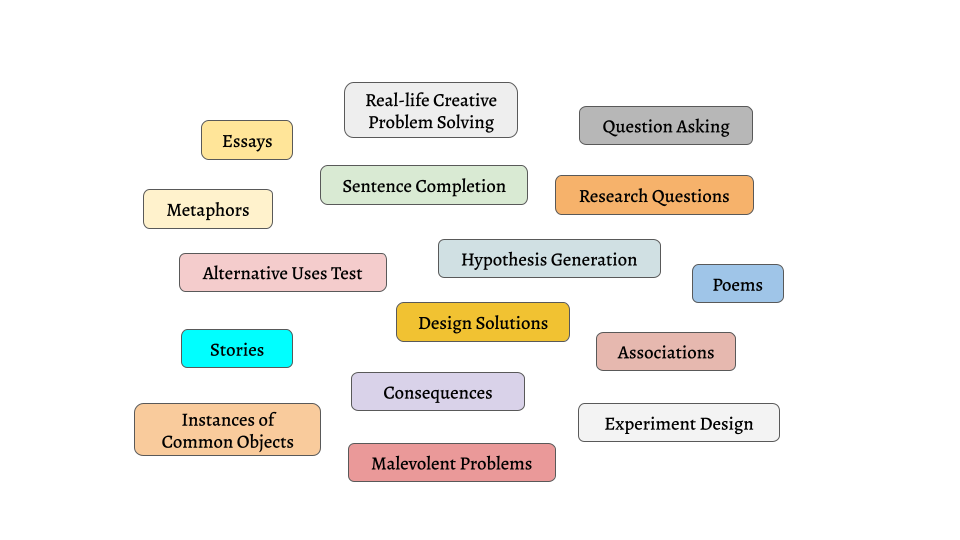 Real-life Creative
Problem Solving
Question Asking
Essays
Sentence Completion
Research Questions
Metaphors
Hypothesis Generation
Alternative Uses Test
Poems
Design Solutions
Stories
Associations
Consequences
Instances of
Common Objects
Experiment Design
Malevolent Problems